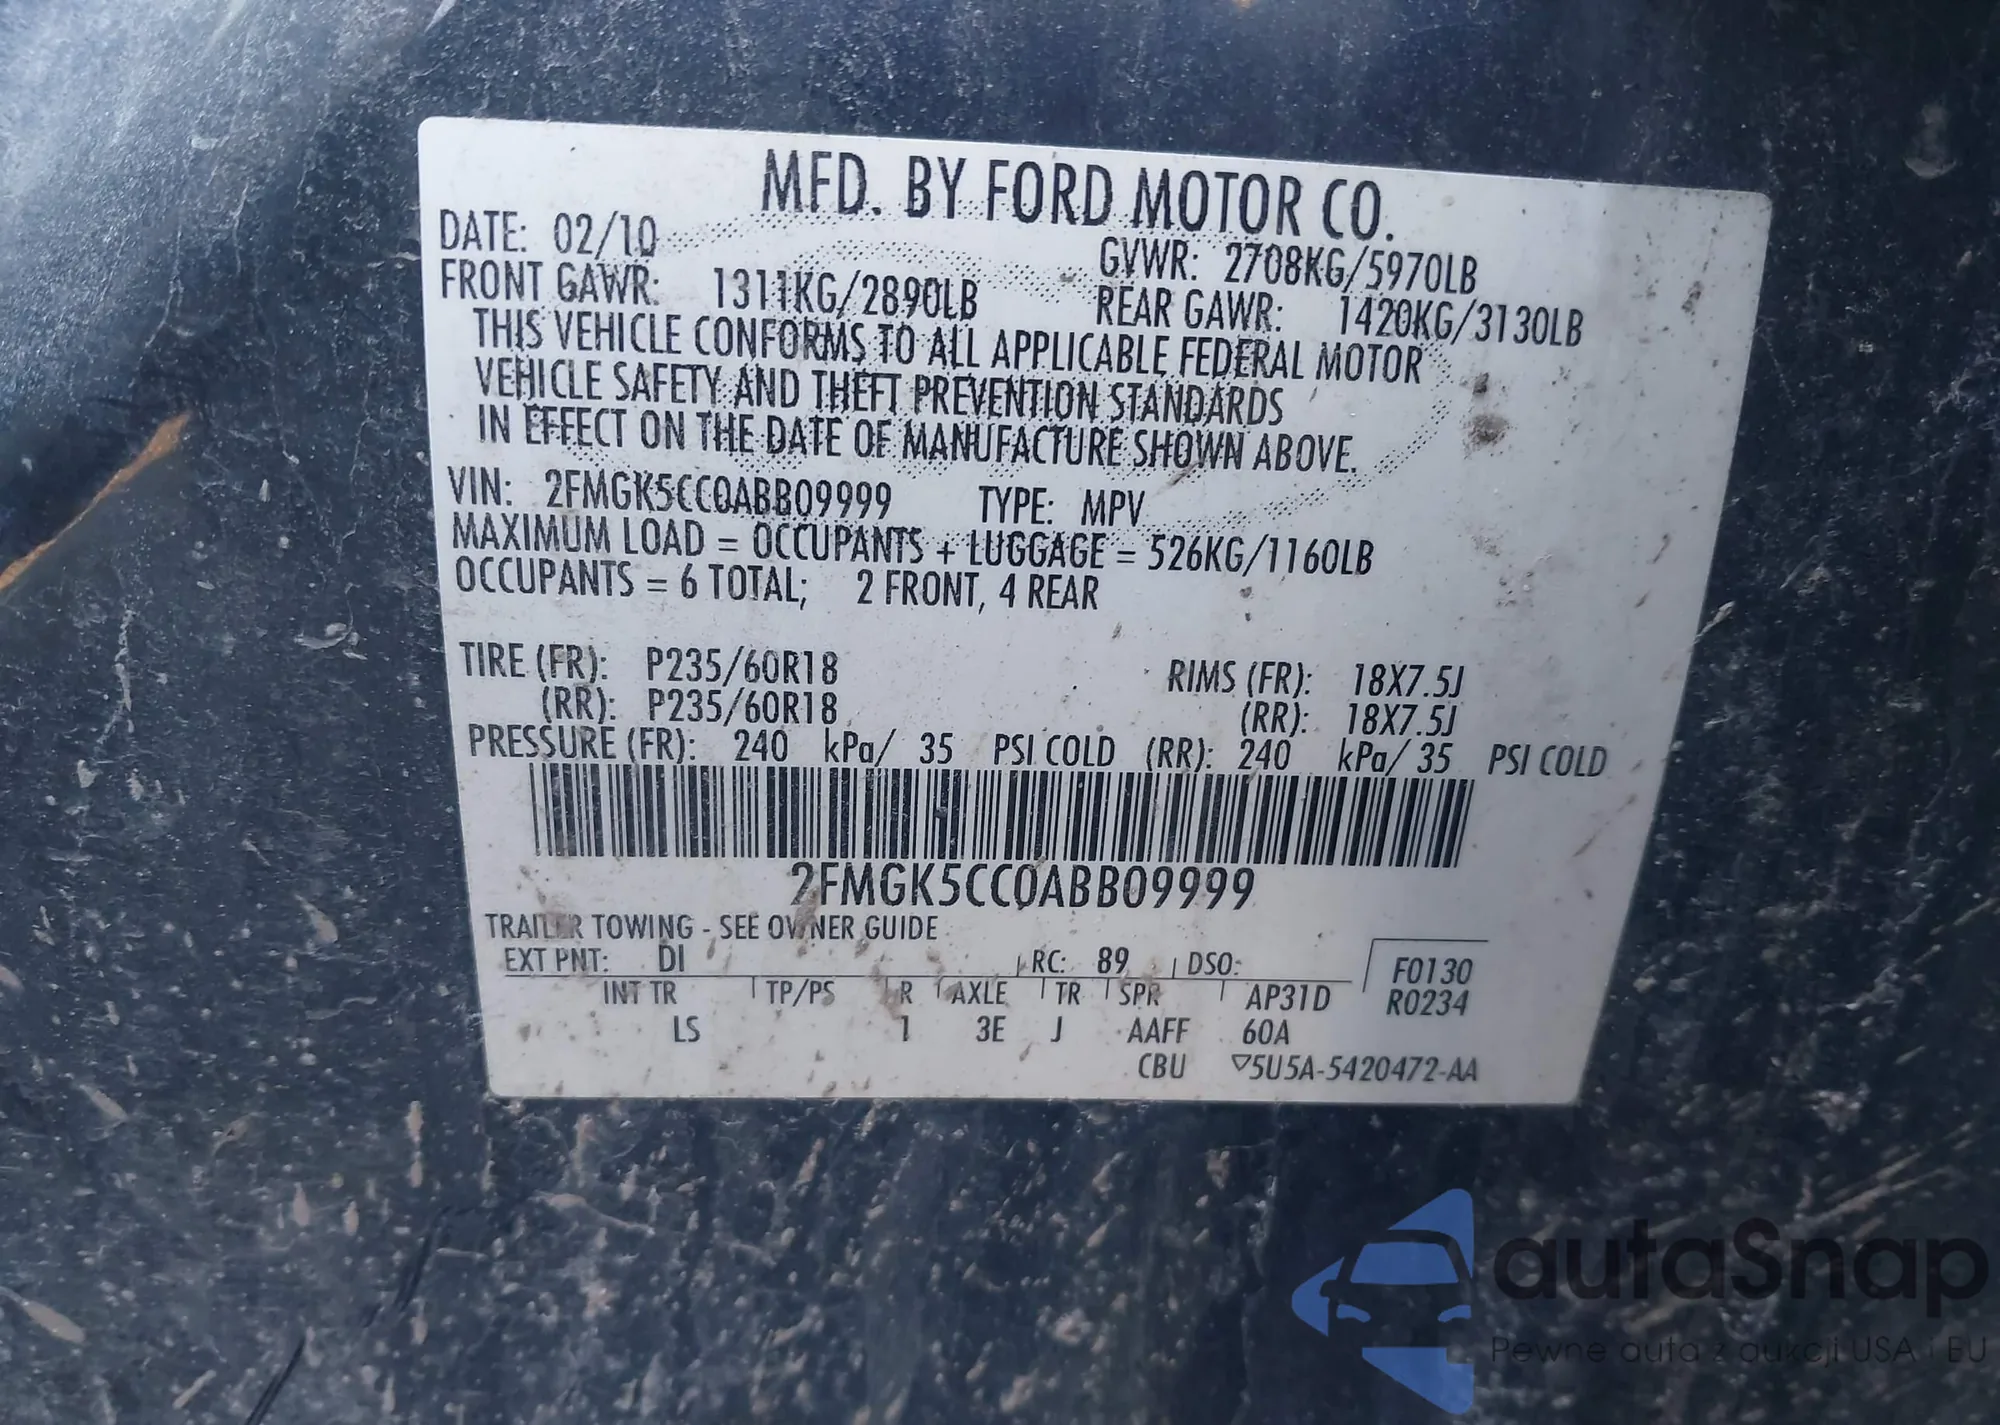 MFD. BY FORD MOTOR CO.
DATE: 02/10
GVWR: 2708KG/5970LB
FRONT GAWR: 1311KG/2890LB
REAR GAWR: 1420KG/3130LB
THIS VEHICLE CONFORMS TO ALL APPLICABLE FEDERAL MOTOR
VEHICLE SAFETY AND THEFT PREVENTION STANDARDS
IN EFFECT ON THE DATE OF MANUFACTURE SHOWN ABOVE.
VIN: 2FMGK5CC0ABB09999 TYPE: MPV
MAXIMUM LOAD = OCCUPANTS + LUGGAGE = 526KG/1160LB
OCCUPANTS = 6 TOTAL; 2 FRONT, 4 REAR
TIRE (FR): P235/60R18 RIMS (FR): 18X7.5J
(RR): P235/60R18 (RR): 18X7.5J
PRESSURE (FR): 240 kPa/ 35 PSI COLD (RR): 240 kPa/ 35 PSI COLD
2FMGK5CC0ABB09999
TRAILER TOWING - SEE OWNER GUIDE
EXT PNT: DI RC: 89 DSO: F0130
INT TR TP/PS R AXLE TR SPR AP31D R0234
LS 1 3E J AAFF 60A
CBU ▽5U5A-5420472-AA
autaSnap
Pewne auta z aukcji USA i EU